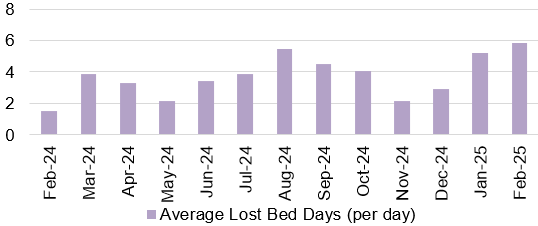 8
6
4
2
0
Feb-24
Mar-24
Apr-24
May-24
Jun-24
Jul-24
Aug-24
Sep-24
Oct-24
Nov-24
Dec-24
Jan-25
Feb-25
Average Lost Bed Days (per day)